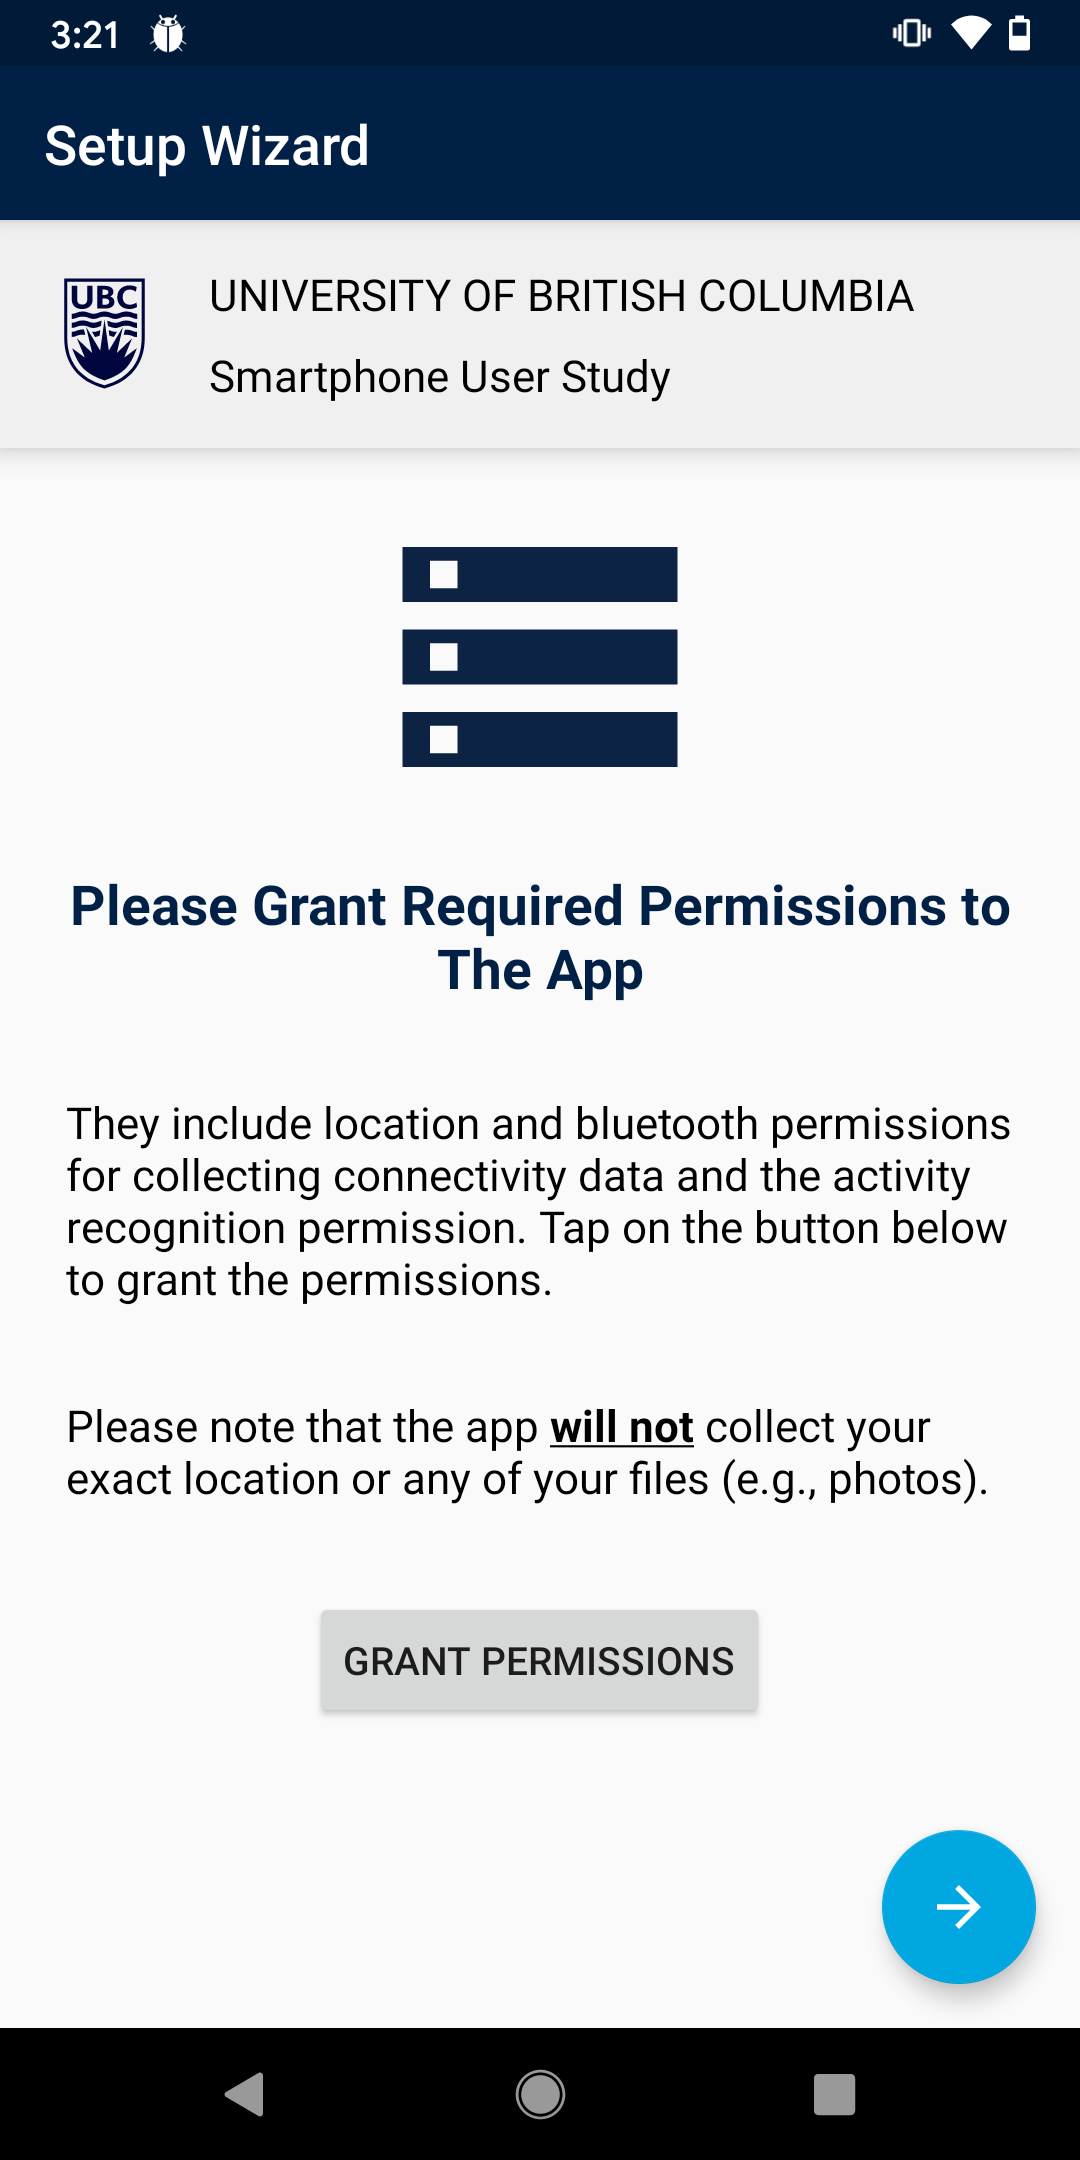 3:21
Setup Wizard
UBC
UNIVERSITY OF BRITISH COLUMBIA
Smartphone User Study
Please Grant Required Permissions to
The App
They include location and bluetooth permissions
for collecting connectivity data and the activity
recognition permission. Tap on the button below
to grant the permissions.
Please note that the app will not collect your
exact location or any of your files (e.g., photos).
GRANT PERMISSIONS